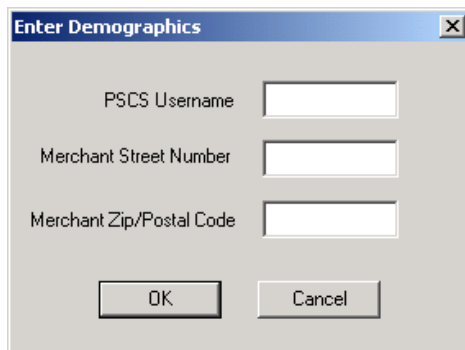 Enter Demographics
PSCS Username
Merchant Street Number
Merchant Zip/Postal Code
OK Cancel